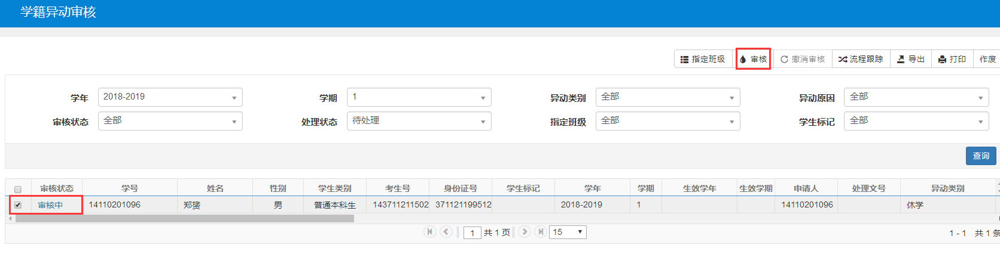 学籍异动审核
指定班级 审核 撤消审核 流程跟踪 导出 打印 作废
学年 2018-2019 学期 1 异动类别 全部 异动原因 全部
审核状态 全部 处理状态 待处理 指定班级 全部 学生标记 全部
查询
审核状态 学号 姓名 性别 学生类别 考生号 身份证号 学生标记 学年 学期 生效学年 生效学期 申请人 处理文号 异动类别
审核中 14110201096 郑赟 男 普通本科生 143711211502 371121199512 2018-2019 1 14110201096 休学
1 共 1 页 15 1 - 1 共 1 条